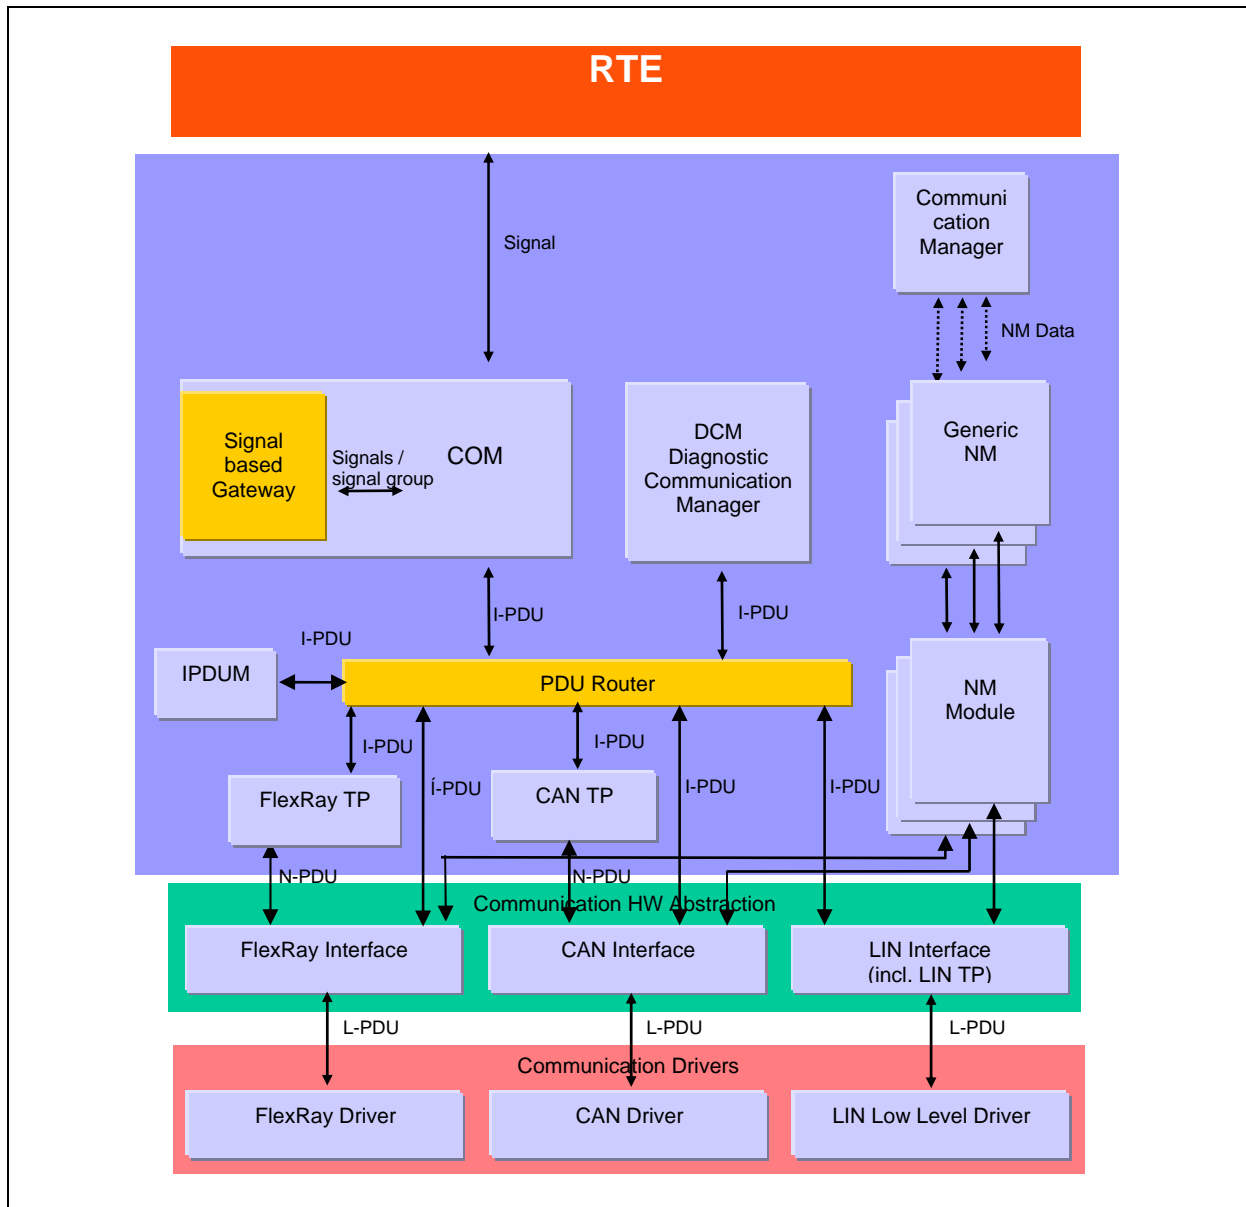 RTE
Signal
Communi
cation
Manager
NM Data
Signal
based
Gateway
Signals /
signal group
COM
DCM
Diagnostic
Communication
Manager
Generic
NM
I-PDU
I-PDU
I-PDU
IPDUM
PDU Router
NM
Module
I-PDU
Í-PDU
I-PDU
I-PDU
I-PDU
FlexRay TP
CAN TP
N-PDU
N-PDU
Communication HW Abstraction
FlexRay Interface
CAN Interface
LIN Interface
(incl. LIN TP)
L-PDU
L-PDU
L-PDU
Communication Drivers
FlexRay Driver
CAN Driver
LIN Low Level Driver